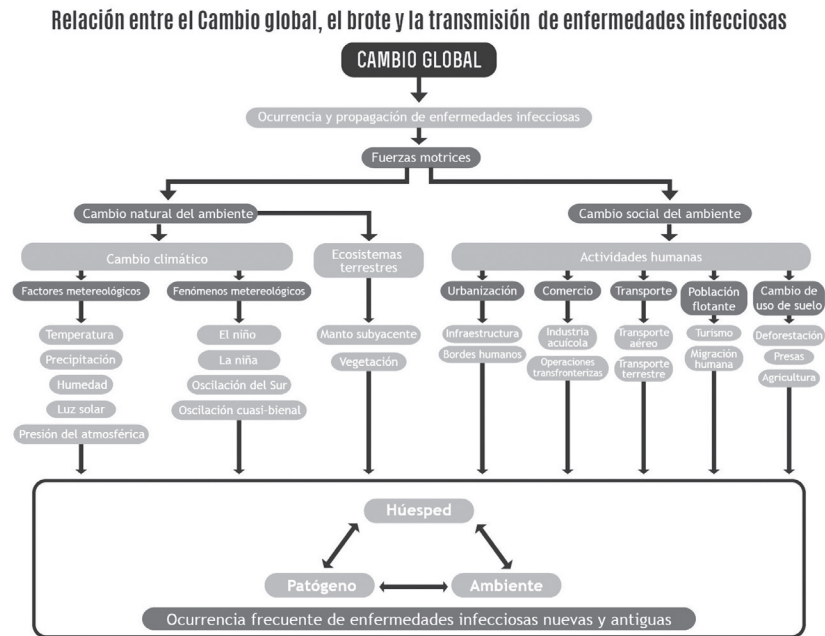 Relación entre el Cambio global, el brote y la transmisión de enfermedades infecciosas
CAMBIO GLOBAL
Ocurrencia y propagación de enfermedades infecciosas
Fuerzas motrices
Cambio natural del ambiente
Cambio social del ambiente
Cambio climático
Ecosistemas
terrestres
Actividades humanas
Factores metereológicos
Fenómenos metereológicos
Urbanización
Comercio
Transporte
Población
flotante
Cambio de
uso de suelo
Temperatura
Precipitación
Humedad
Luz solar
Presión del atmosférica
El niño
La niña
Oscilación del Sur
Oscilación cuasi-bienal
Manto subyacente
Vegetación
Infraestructura
Bordes humanos
Industria
acuícola
Operaciones
transfronterizas
Transporte
aéreo
Transporte
terrestre
Turismo
Migración
humana
Deforestación
Presas
Agricultura
Húesped
Patógeno
Ambiente
Ocurrencia frecuente de enfermedades infecciosas nuevas y antiguas